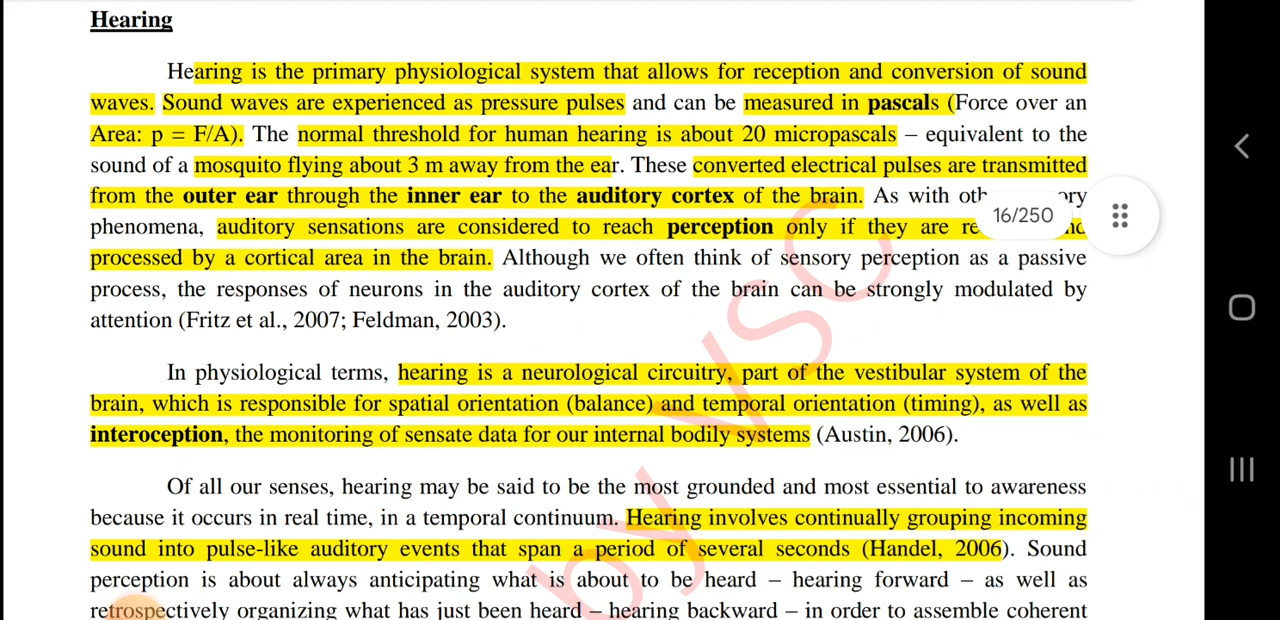 Hearing
Hearing is the primary physiological system that allows for reception and conversion of sound
waves. Sound waves are experienced as pressure pulses and can be measured in pascals (Force over an
Area: p = F/A). The normal threshold for human hearing is about 20 micropascals – equivalent to the
sound of a mosquito flying about 3 m away from the ear. These converted electrical pulses are transmitted
from the outer ear through the inner ear to the auditory cortex of the brain. As with
16/250
phenomena, auditory sensations are considered to reach perception only if they are
processed by a cortical area in the brain. Although we often think of sensory perception as a passive
process, the responses of neurons in the auditory cortex of the brain can be strongly modulated by
attention (Fritz et al., 2007; Feldman, 2003).
In physiological terms, hearing is a neurological circuitry, part of the vestibular system of the
brain, which is responsible for spatial orientation (balance) and temporal orientation (timing), as well as
interoception, the monitoring of sensate data for our internal bodily systems (Austin, 2006).
Of all our senses, hearing may be said to be the most grounded and most essential to awareness
because it occurs in real time, in a temporal continuum. Hearing involves continually grouping incoming
sound into pulse-like auditory events that span a period of several seconds (Handel, 2006). Sound
perception is about always anticipating what is about to be heard – hearing forward – as well as
retrospectively organizing what has just been heard – hearing backward – in order to assemble coherent
by VSC